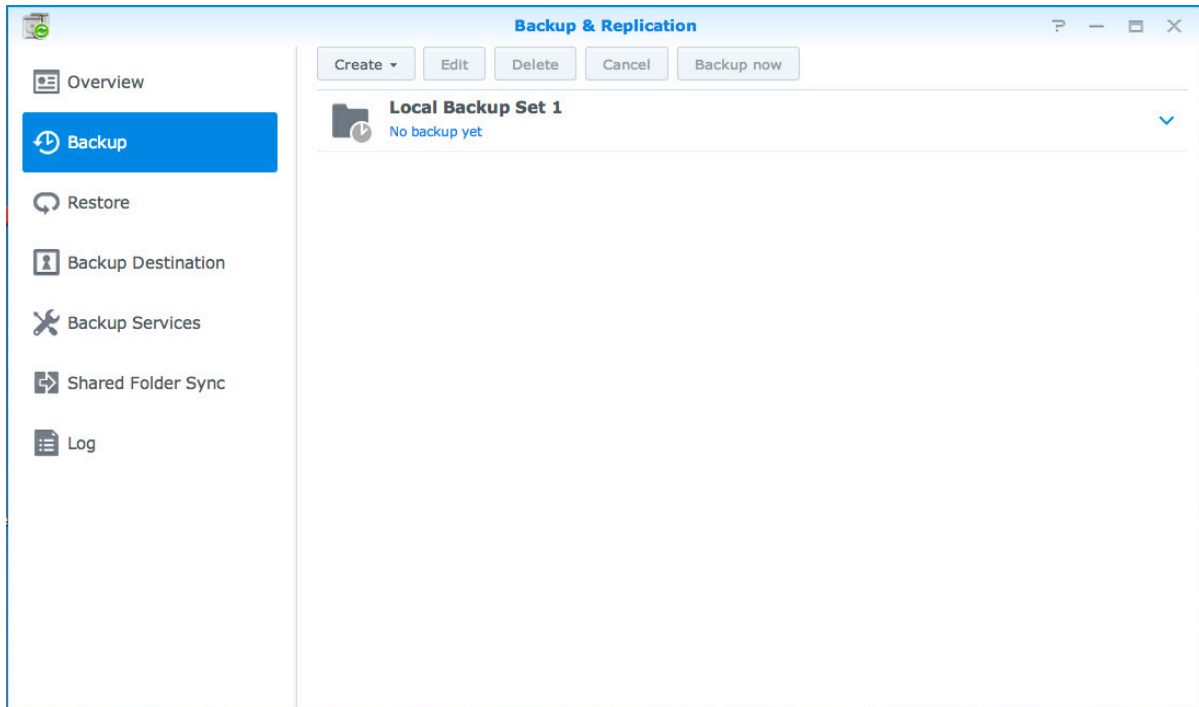 Backup & Replication
Overview
Backup
Restore
Backup Destination
Backup Services
Shared Folder Sync
Log
Create Edit Delete Cancel Backup now
Local Backup Set 1
No backup yet